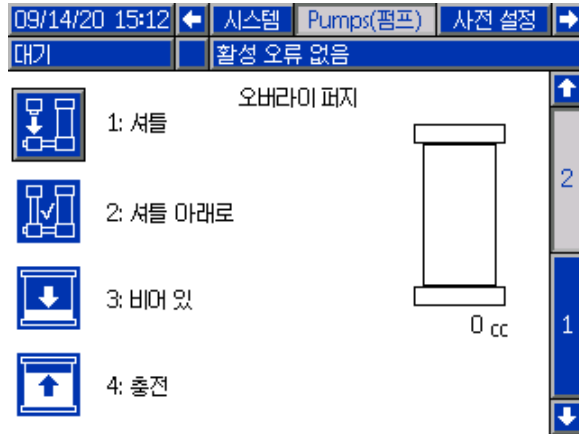 09/14/20 15:12 시스템 Pumps(펌프) 사전 설정
대기 활성 오류 없음
오버라이 퍼지
1: 셔틀
2: 셔틀 아래로
2
3: 비어 있
0 cc
1
4: 충전